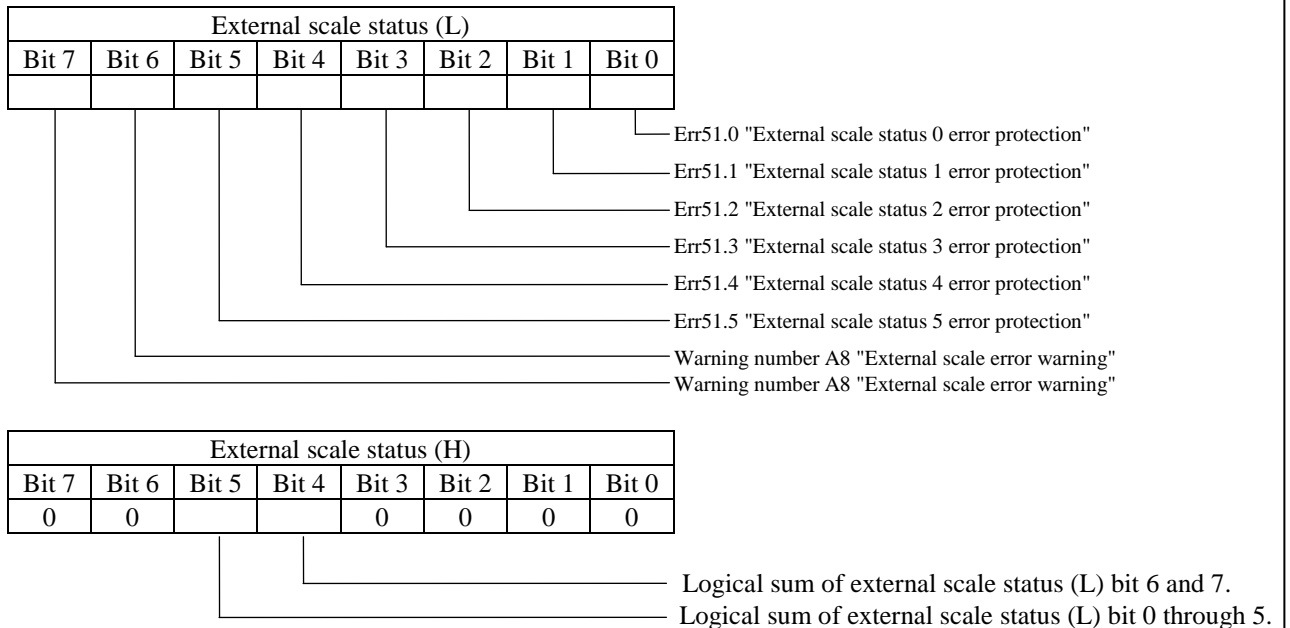 External scale status (L)
Bit 7 Bit 6 Bit 5 Bit 4 Bit 3 Bit 2 Bit 1 Bit 0
Err51.0 "External scale status 0 error protection"
Err51.1 "External scale status 1 error protection"
Err51.2 "External scale status 2 error protection"
Err51.3 "External scale status 3 error protection"
Err51.4 "External scale status 4 error protection"
Err51.5 "External scale status 5 error protection"
Warning number A8 "External scale error warning"
Warning number A8 "External scale error warning"
External scale status (H)
Bit 7 Bit 6 Bit 5 Bit 4 Bit 3 Bit 2 Bit 1 Bit 0
0 0 0 0 0 0
Logical sum of external scale status (L) bit 6 and 7.
Logical sum of external scale status (L) bit 0 through 5.